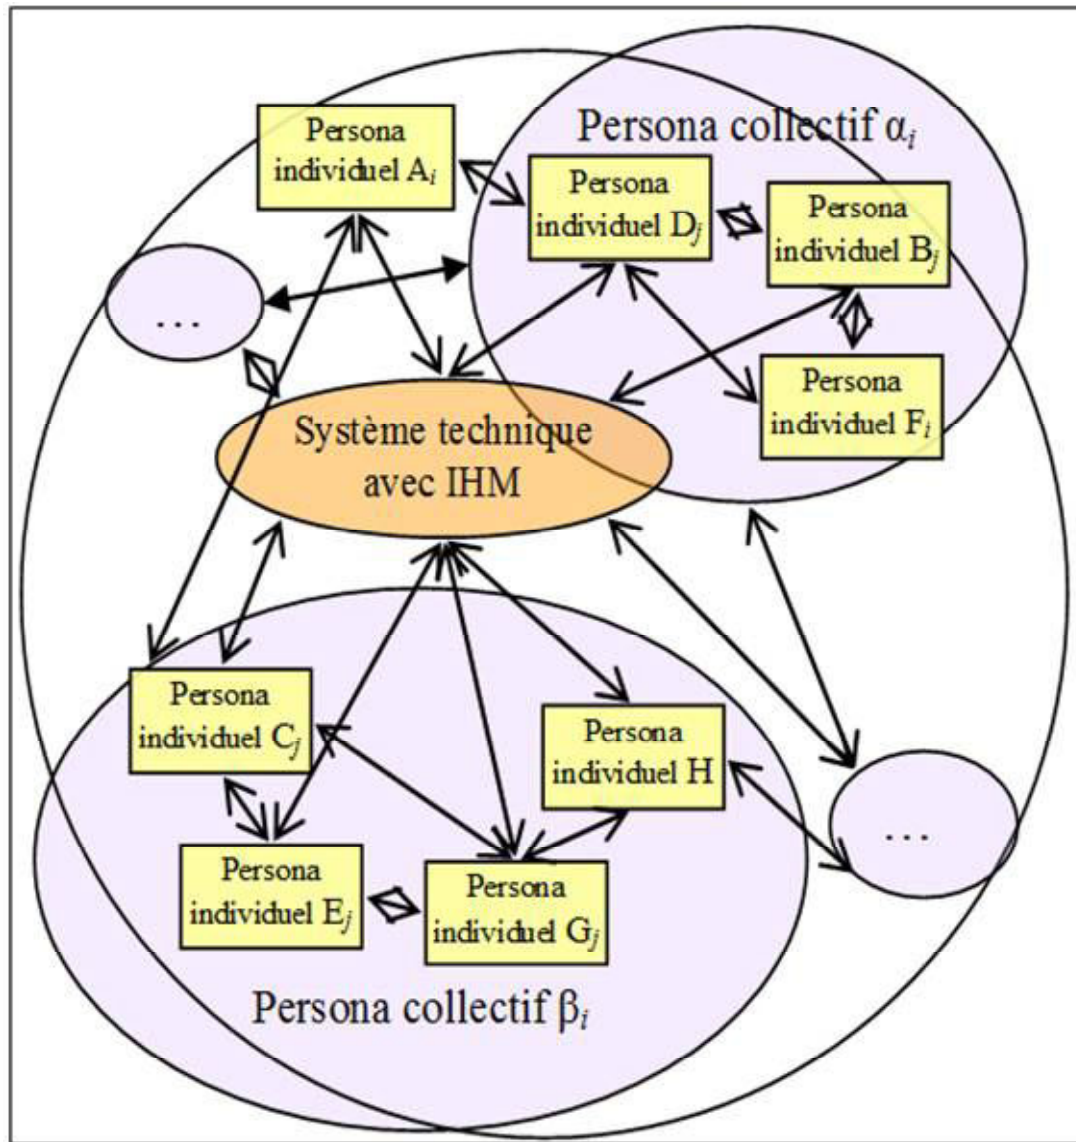 Persona
individuel Ai
Persona collectif αi
Persona
individuel Dj
Persona
individuel Bj
. . .
Persona
individuel Fi
Système technique
avec IHM
Persona
individuel Cj
Persona
individuel H
. . .
Persona
individuel Ej
Persona
individuel Gj
Persona collectif βi